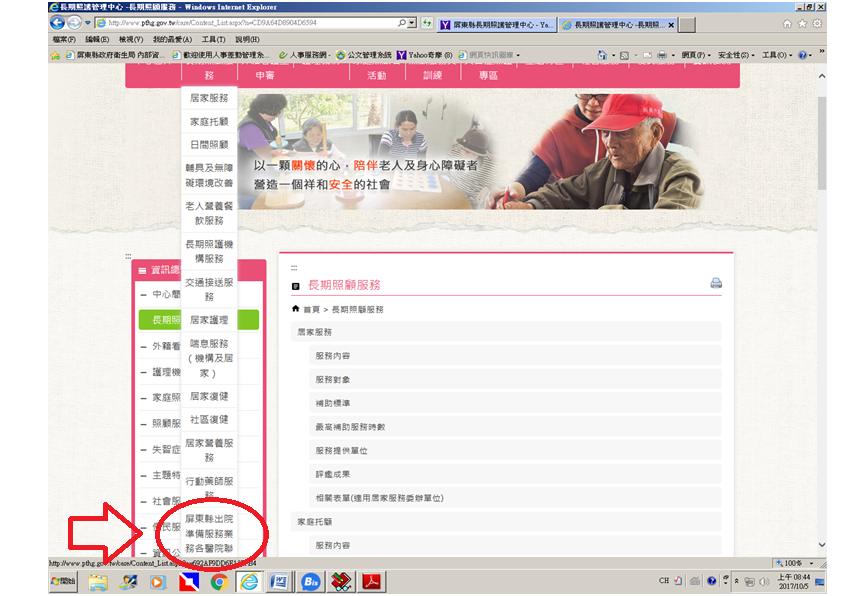 長期照護管理中心 -長期照顧服務 - Windows Internet Explorer
http://www.pthg.gov.tw/care/Content_List.aspx?n=CD9A64D8904D6594
屏東縣長期照護管理中心 - Ya...
長期照護管理中心 -長期照...
檔案(F) 編輯(E) 檢視(V) 我的最愛(A) 工具(T) 說明(H)
屏東縣政府衛生局 內部資...
歡迎使用人事差勤管理系...
人事服務網
公文管理系統
Yahoo奇摩 (6)
網頁快訊圖庫
網頁(P) 安全性(S) 工具(O)
務 申審 活動 訓練 專區
居家服務
家庭托顧
日間照顧
輔具及無障
礙環境改善
老人營養餐
飲服務
長期照護機
構服務
交通接送服
務
居家護理
喘息服務
(機構及居
家)
居家復健
社區復健
居家營養服
務
行動藥師服
務
屏東縣出院
準備服務業
務各醫院聯
以一顆關懷的心，陪伴老人及身心障礙者
營造一個祥和安全的社會
:::
資訊總
中心簡
長期照
外籍看
護理機
家庭照
照顧服
失智症
主題特
社會服
民服
資訊公
:::
長期照顧服務
首頁 > 長期照顧服務
居家服務
服務內容
服務對象
補助標準
最高補助服務時數
服務提供單位
評鑑成果
相關表單(適用居家服務委辦單位)
家庭托顧
服務內容
100%
開始
CH
上午 08:44
2017/10/5